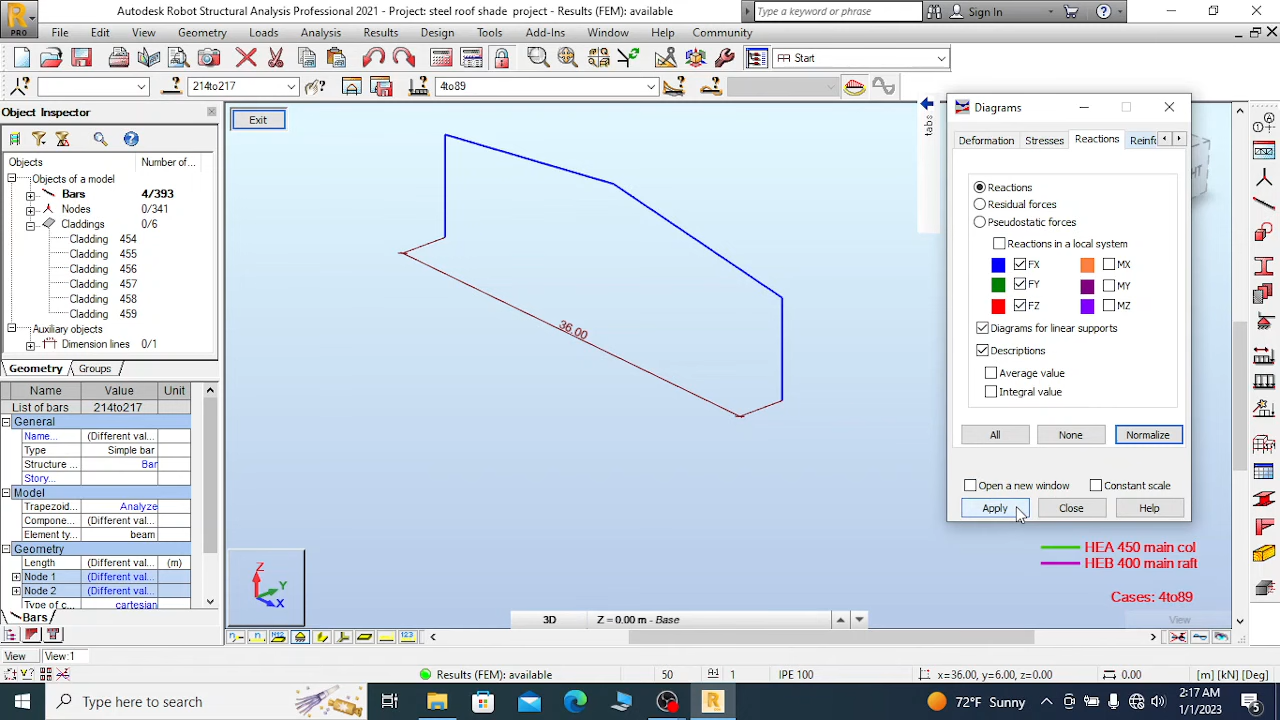 Autodesk Robot Structural Analysis Professional 2021 - Project: steel roof shade project - Results (FEM): available
Type a keyword or phrase
Sign In
PRO
File Edit View Geometry Loads Analysis Results Design Tools Add-Ins Window Help Community
Start
214to217
4to89
Object Inspector
Objects Number of...
Objects of a model
Bars 4/393
Nodes 0/341
Claddings 0/6
Cladding 454
Cladding 455
Cladding 456
Cladding 457
Cladding 458
Cladding 459
Auxiliary objects
Dimension lines 0/1
Geometry Groups
Name Value Unit
List of bars 214to217
General
Name... (Different val...
Type Simple bar
Structure ... Bar
Story...
Model
Trapezoid... Analyze
Compone... (Different val...
Element ty... beam
Geometry
Length (Different val... (m)
Node 1 (Different val...
Node 2 (Different val...
Type of c... cartesian
Bars
Exit
36.00
tabs
Z
Y
X
3D Z = 0.00 m - Base
Diagrams
Deformation Stresses Reactions Reinfc
Reactions
Residual forces
Pseudostatic forces
Reactions in a local system
FX MX
FY MY
FZ MZ
Diagrams for linear supports
Descriptions
Average value
Integral value
All None Normalize
Open a new window Constant scale
Apply Close Help
HEA 450 main col
HEB 400 main raft
Cases: 4to89
View
View View:1
Results (FEM): available 50 1 IPE 100 x=36.00, y=6.00, z=0.00 0.00 [m] [kN] [Deg]
Type here to search
72°F Sunny
2:17 AM
1/1/2023
5